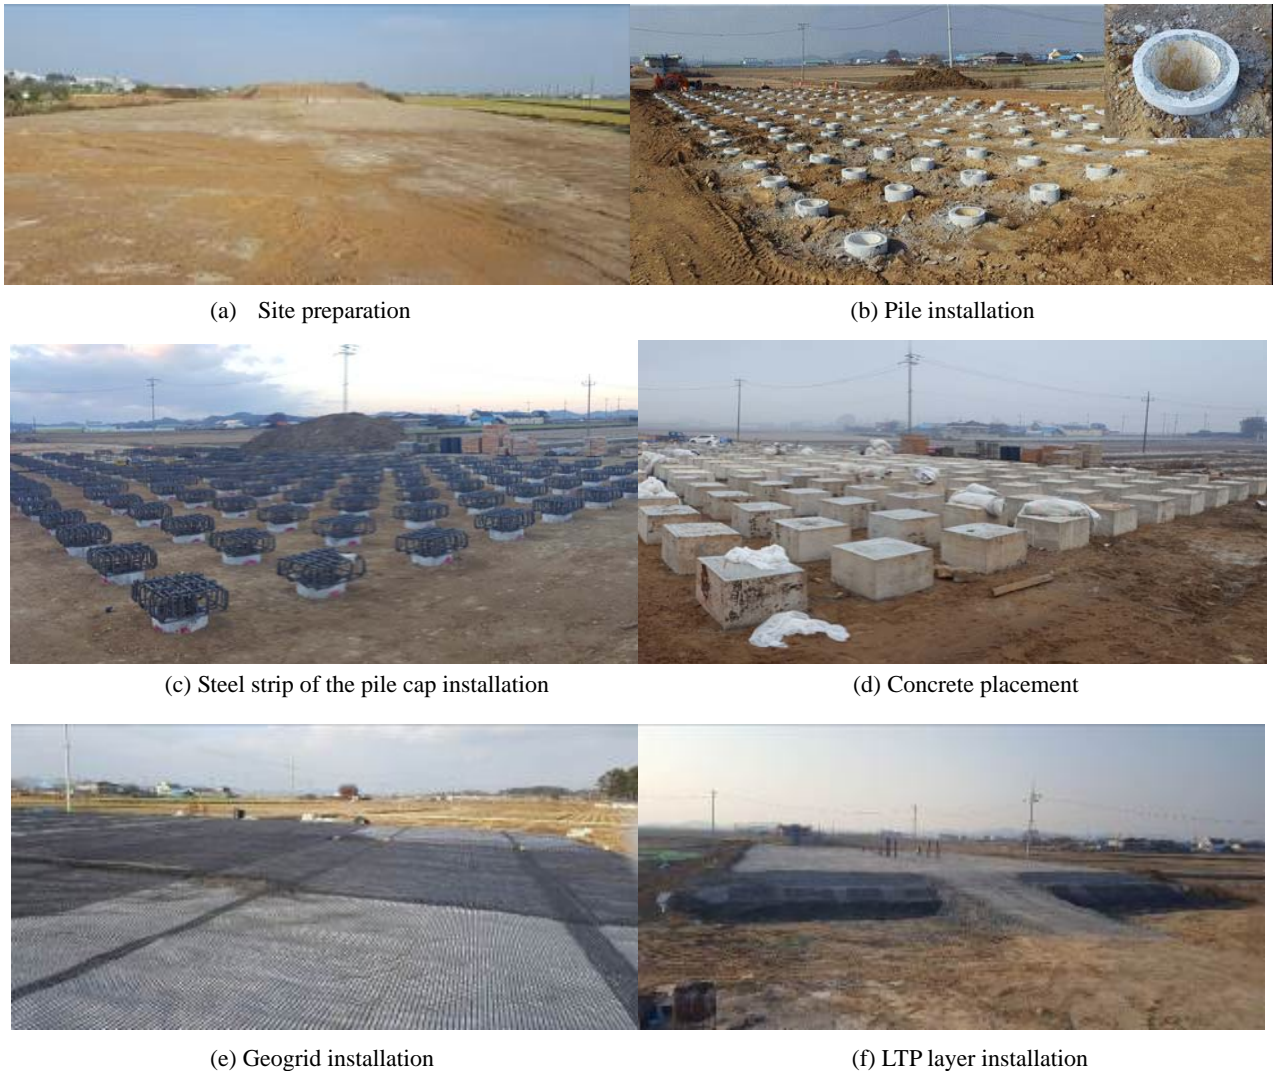 (a) Site preparation
(b) Pile installation
(c) Steel strip of the pile cap installation
(d) Concrete placement
(e) Geogrid installation
(f) LTP layer installation